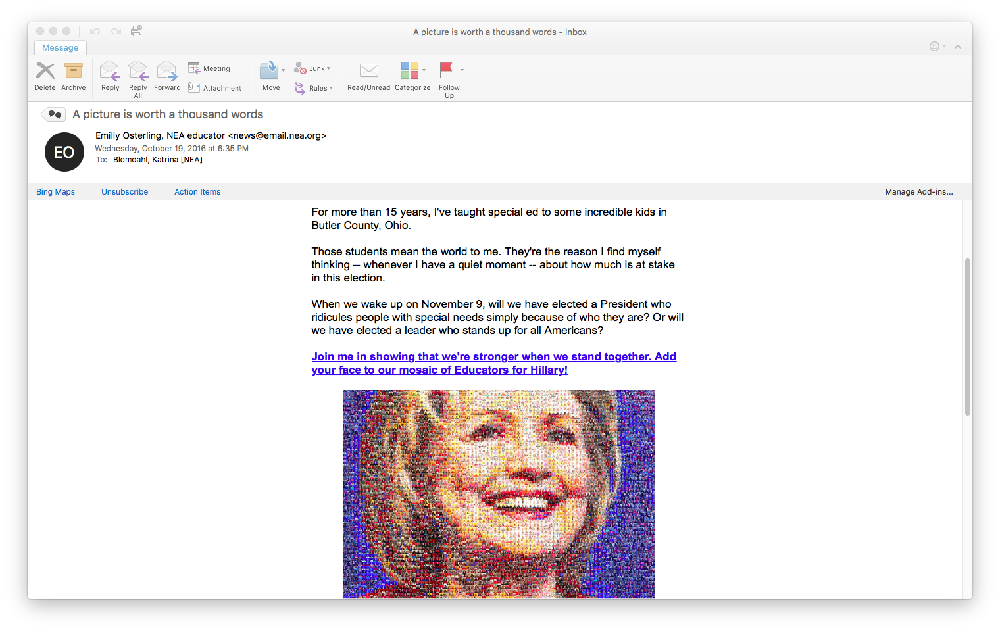 A picture is worth a thousand words - Inbox
Message
Delete
Archive
Reply
Reply All
Forward
Meeting
Attachment
Move
Junk
Rules
Read/Unread
Categorize
Follow Up
A picture is worth a thousand words
EO
Emilly Osterling, NEA educator <news@email.nea.org>
Wednesday, October 19, 2016 at 6:35 PM
To: Blomdahl, Katrina [NEA]
Bing Maps Unsubscribe Action Items Manage Add-ins...
For more than 15 years, I've taught special ed to some incredible kids in
Butler County, Ohio.
Those students mean the world to me. They're the reason I find myself
thinking -- whenever I have a quiet moment -- about how much is at stake
in this election.
When we wake up on November 9, will we have elected a President who
ridicules people with special needs simply because of who they are? Or will
we have elected a leader who stands up for all Americans?
Join me in showing that we're stronger when we stand together. Add
your face to our mosaic of Educators for Hillary!